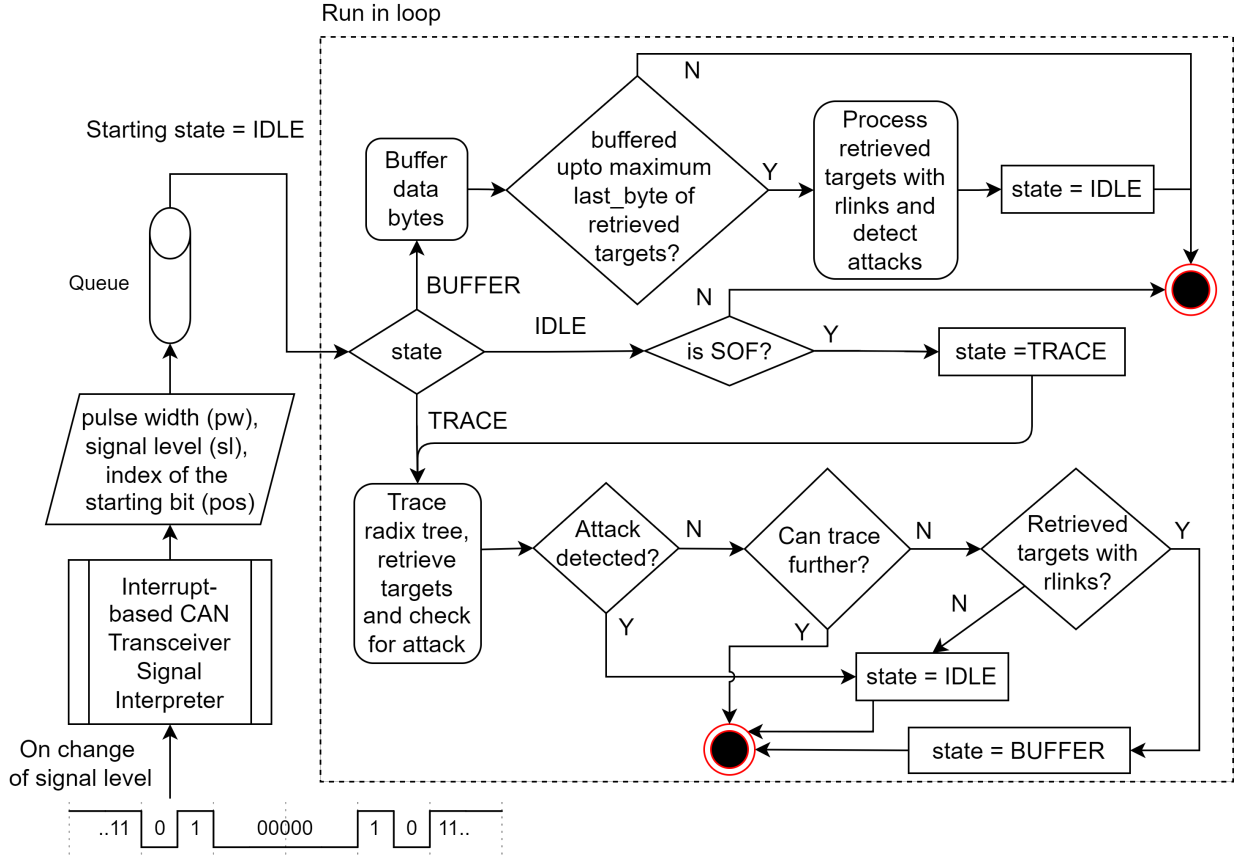 Run in loop
Starting state = IDLE
Queue
pulse width (pw),
signal level (sl),
index of the
starting bit (pos)
Interrupt-
based CAN
Transceiver
Signal
Interpreter
On change
of signal level
..11
0
1
00000
1
0
11..
Buffer
data
bytes
buffered
upto maximum
last_byte of
retrieved
targets?
N
Y
Process
retrieved
targets with
rlinks and
detect
attacks
state = IDLE
BUFFER
state
IDLE
is SOF?
N
Y
state =TRACE
TRACE
Trace
radix tree,
retrieve
targets
and check
for attack
Attack
detected?
N
Y
Can trace
further?
N
Y
Retrieved
targets with
rlinks?
Y
N
state = IDLE
state = BUFFER